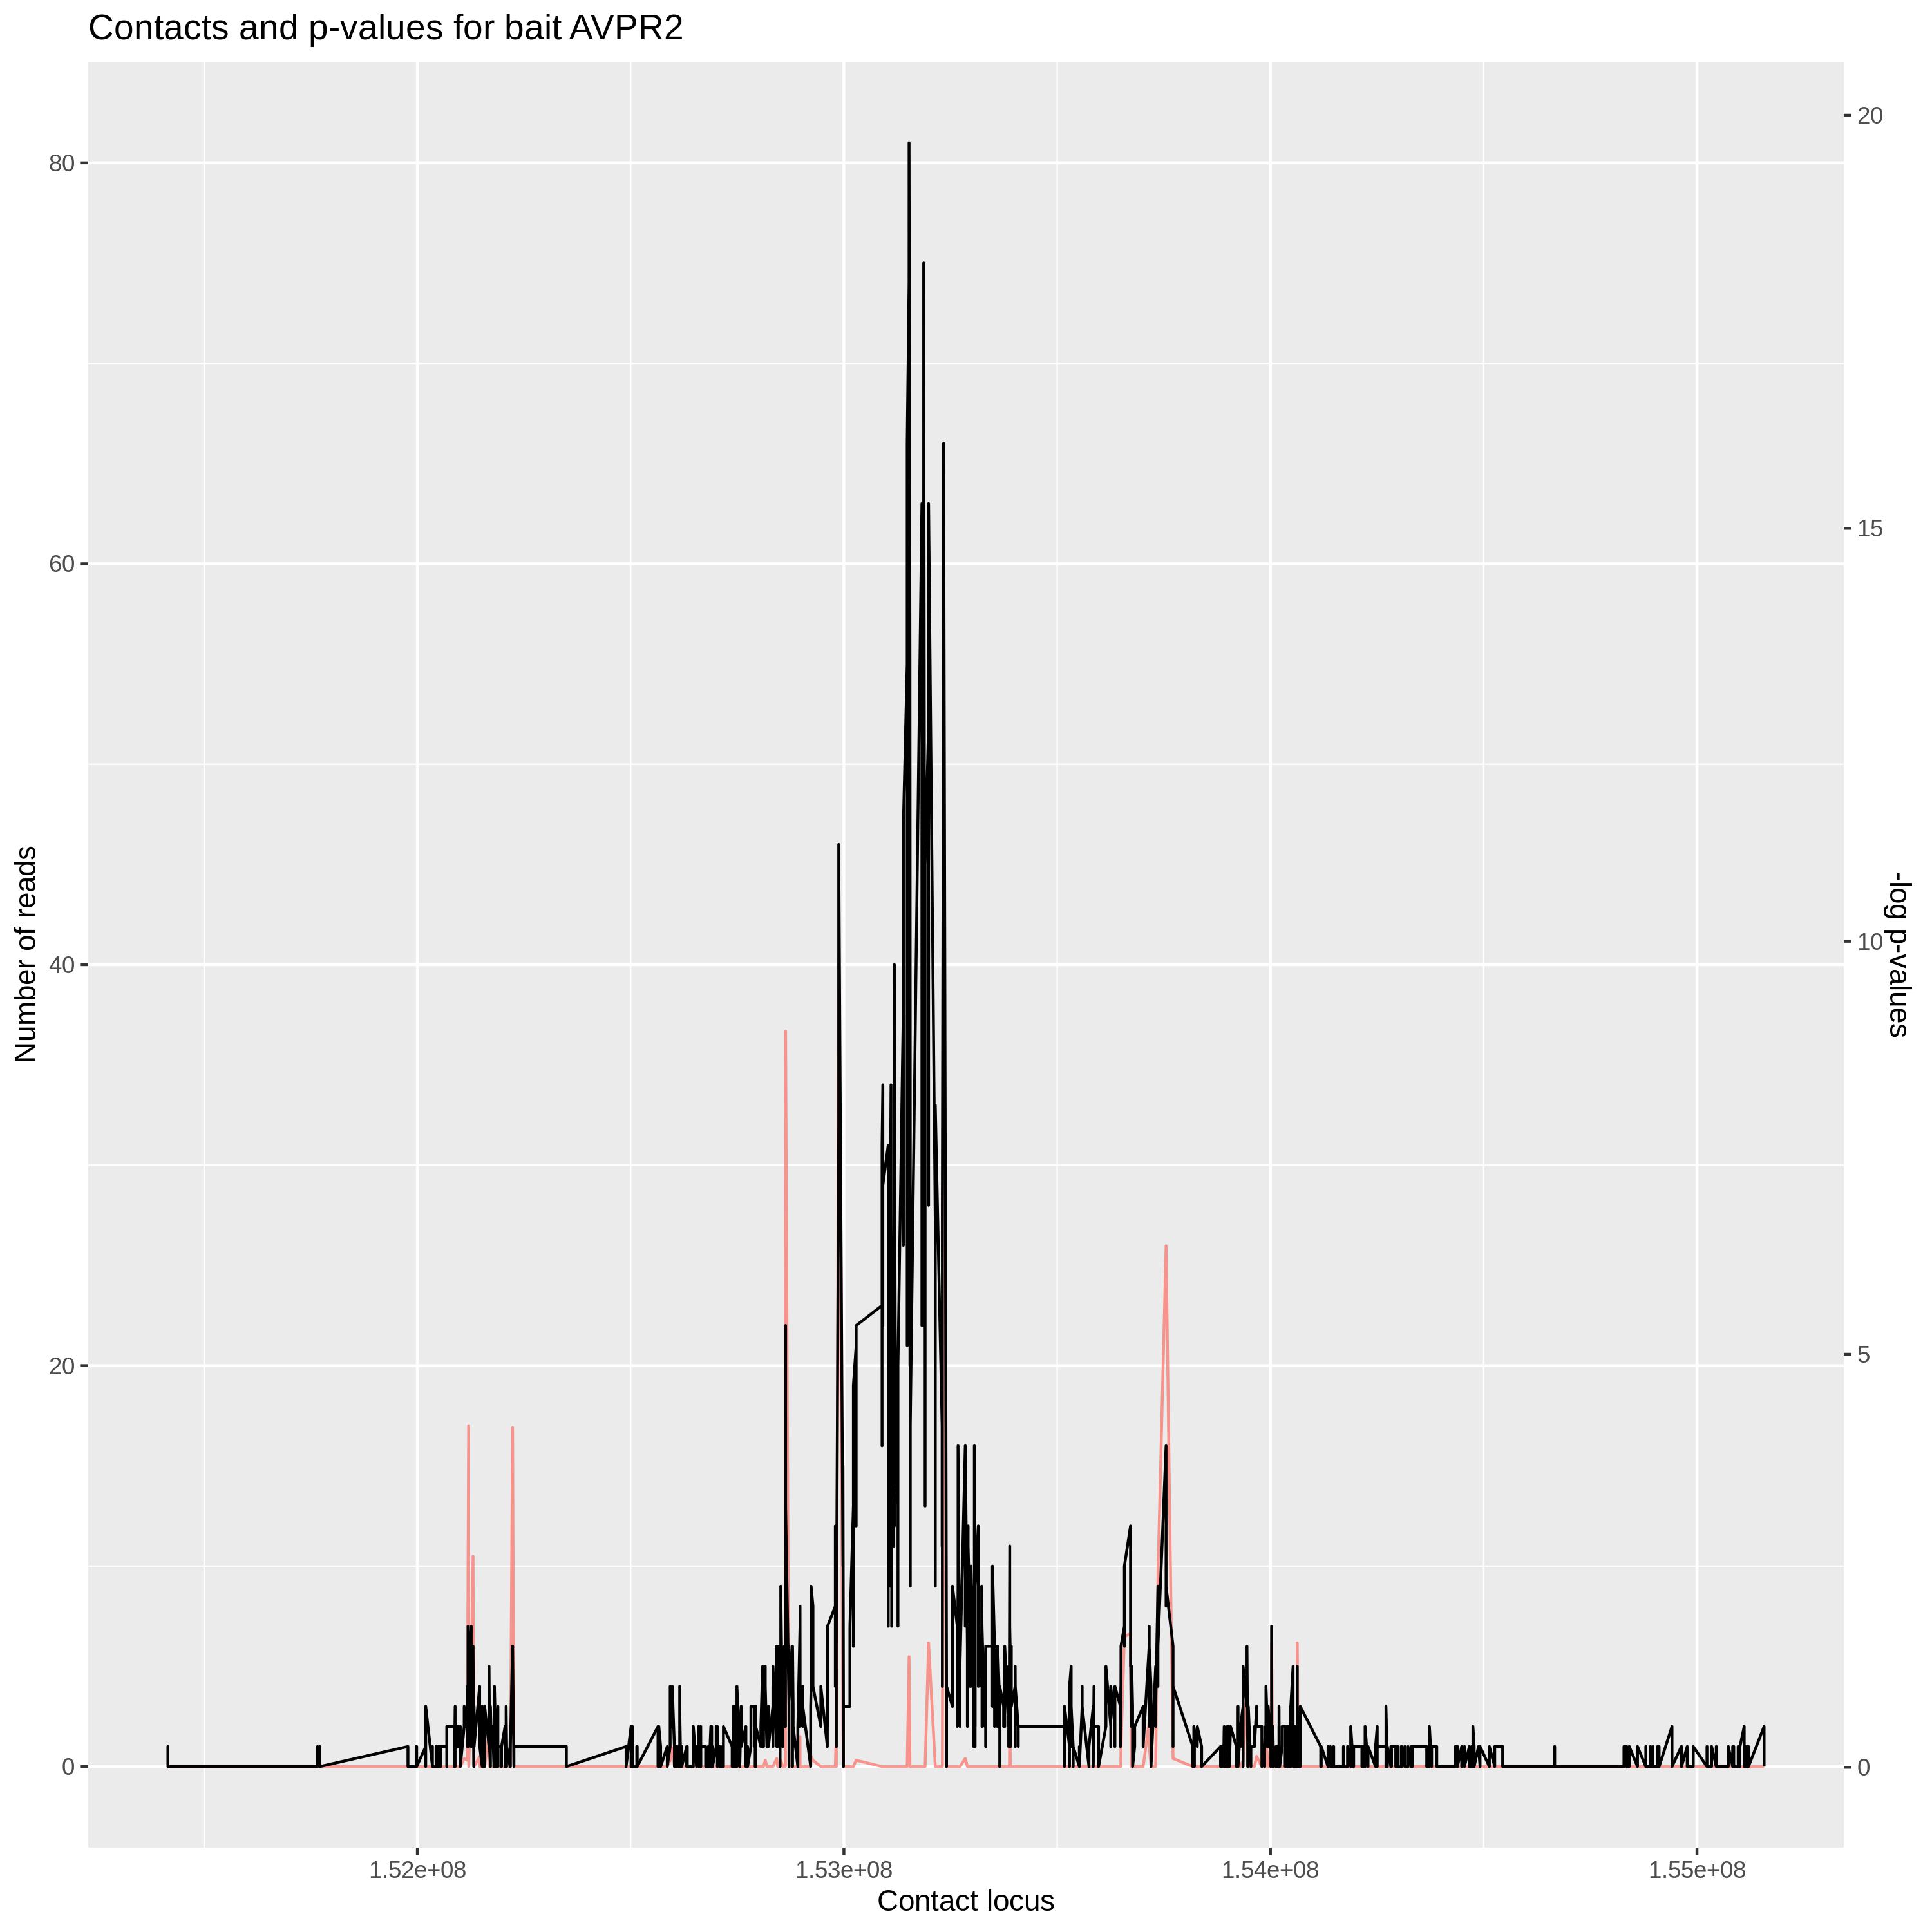 Contacts and p-values for bait AVPR2
Number of reads
80
60
40
20
0
20
15
10
5
0
-log p-values
1.52e+08
1.53e+08
1.54e+08
1.55e+08
Contact locus